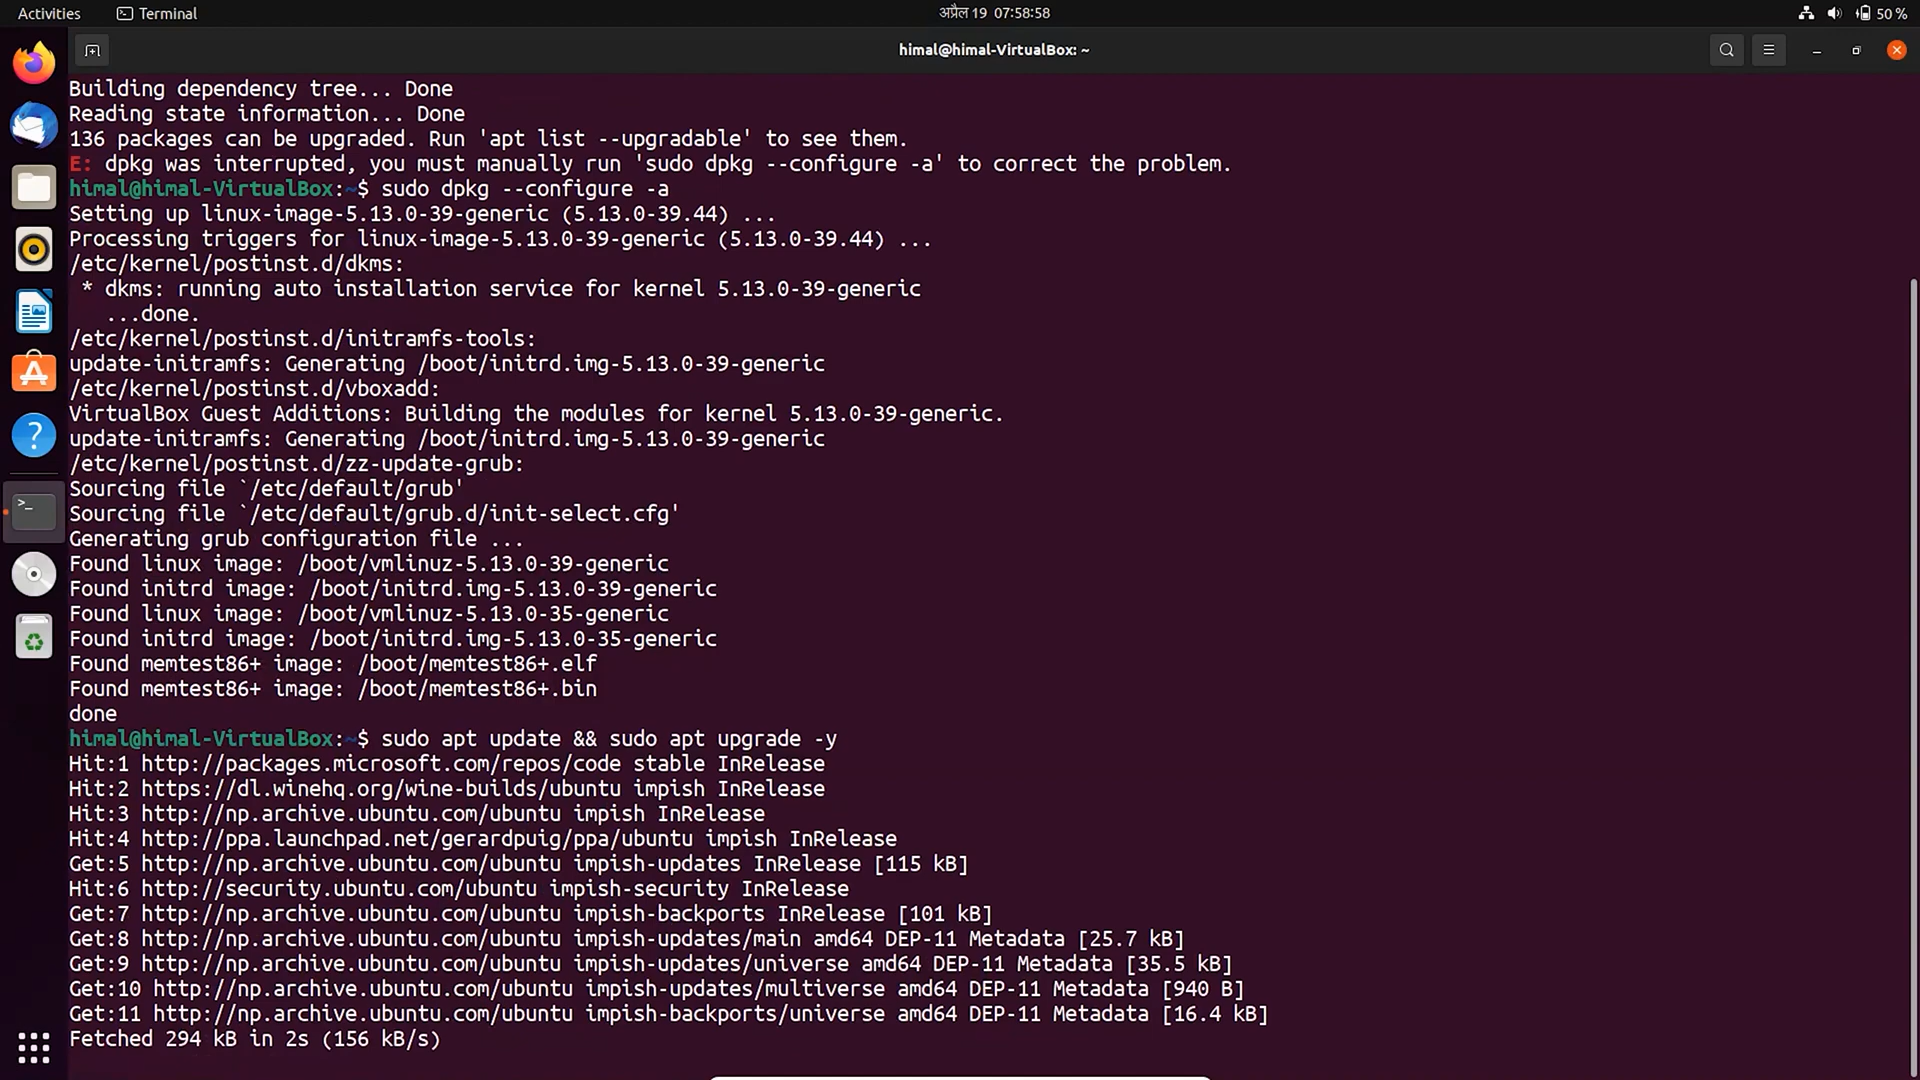 Activities
Terminal
अप्रैल 19 07:58:58
50 %
himal@himal-VirtualBox: ~
Building dependency tree... Done
Reading state information... Done
136 packages can be upgraded. Run 'apt list --upgradable' to see them.
E: dpkg was interrupted, you must manually run 'sudo dpkg --configure -a' to correct the problem.
himal@himal-VirtualBox:~$ sudo dpkg --configure -a
Setting up linux-image-5.13.0-39-generic (5.13.0-39.44) ...
Processing triggers for linux-image-5.13.0-39-generic (5.13.0-39.44) ...
/etc/kernel/postinst.d/dkms:
 * dkms: running auto installation service for kernel 5.13.0-39-generic
   ...done.
/etc/kernel/postinst.d/initramfs-tools:
update-initramfs: Generating /boot/initrd.img-5.13.0-39-generic
/etc/kernel/postinst.d/vboxadd:
VirtualBox Guest Additions: Building the modules for kernel 5.13.0-39-generic.
update-initramfs: Generating /boot/initrd.img-5.13.0-39-generic
/etc/kernel/postinst.d/zz-update-grub:
Sourcing file `/etc/default/grub'
Sourcing file `/etc/default/grub.d/init-select.cfg'
Generating grub configuration file ...
Found linux image: /boot/vmlinuz-5.13.0-39-generic
Found initrd image: /boot/initrd.img-5.13.0-39-generic
Found linux image: /boot/vmlinuz-5.13.0-35-generic
Found initrd image: /boot/initrd.img-5.13.0-35-generic
Found memtest86+ image: /boot/memtest86+.elf
Found memtest86+ image: /boot/memtest86+.bin
done
himal@himal-VirtualBox:~$ sudo apt update && sudo apt upgrade -y
Hit:1 http://packages.microsoft.com/repos/code stable InRelease
Hit:2 https://dl.winehq.org/wine-builds/ubuntu impish InRelease
Hit:3 http://np.archive.ubuntu.com/ubuntu impish InRelease
Hit:4 http://ppa.launchpad.net/gerardpuig/ppa/ubuntu impish InRelease
Get:5 http://np.archive.ubuntu.com/ubuntu impish-updates InRelease [115 kB]
Hit:6 http://security.ubuntu.com/ubuntu impish-security InRelease
Get:7 http://np.archive.ubuntu.com/ubuntu impish-backports InRelease [101 kB]
Get:8 http://np.archive.ubuntu.com/ubuntu impish-updates/main amd64 DEP-11 Metadata [25.7 kB]
Get:9 http://np.archive.ubuntu.com/ubuntu impish-updates/universe amd64 DEP-11 Metadata [35.5 kB]
Get:10 http://np.archive.ubuntu.com/ubuntu impish-updates/multiverse amd64 DEP-11 Metadata [940 B]
Get:11 http://np.archive.ubuntu.com/ubuntu impish-backports/universe amd64 DEP-11 Metadata [16.4 kB]
Fetched 294 kB in 2s (156 kB/s)